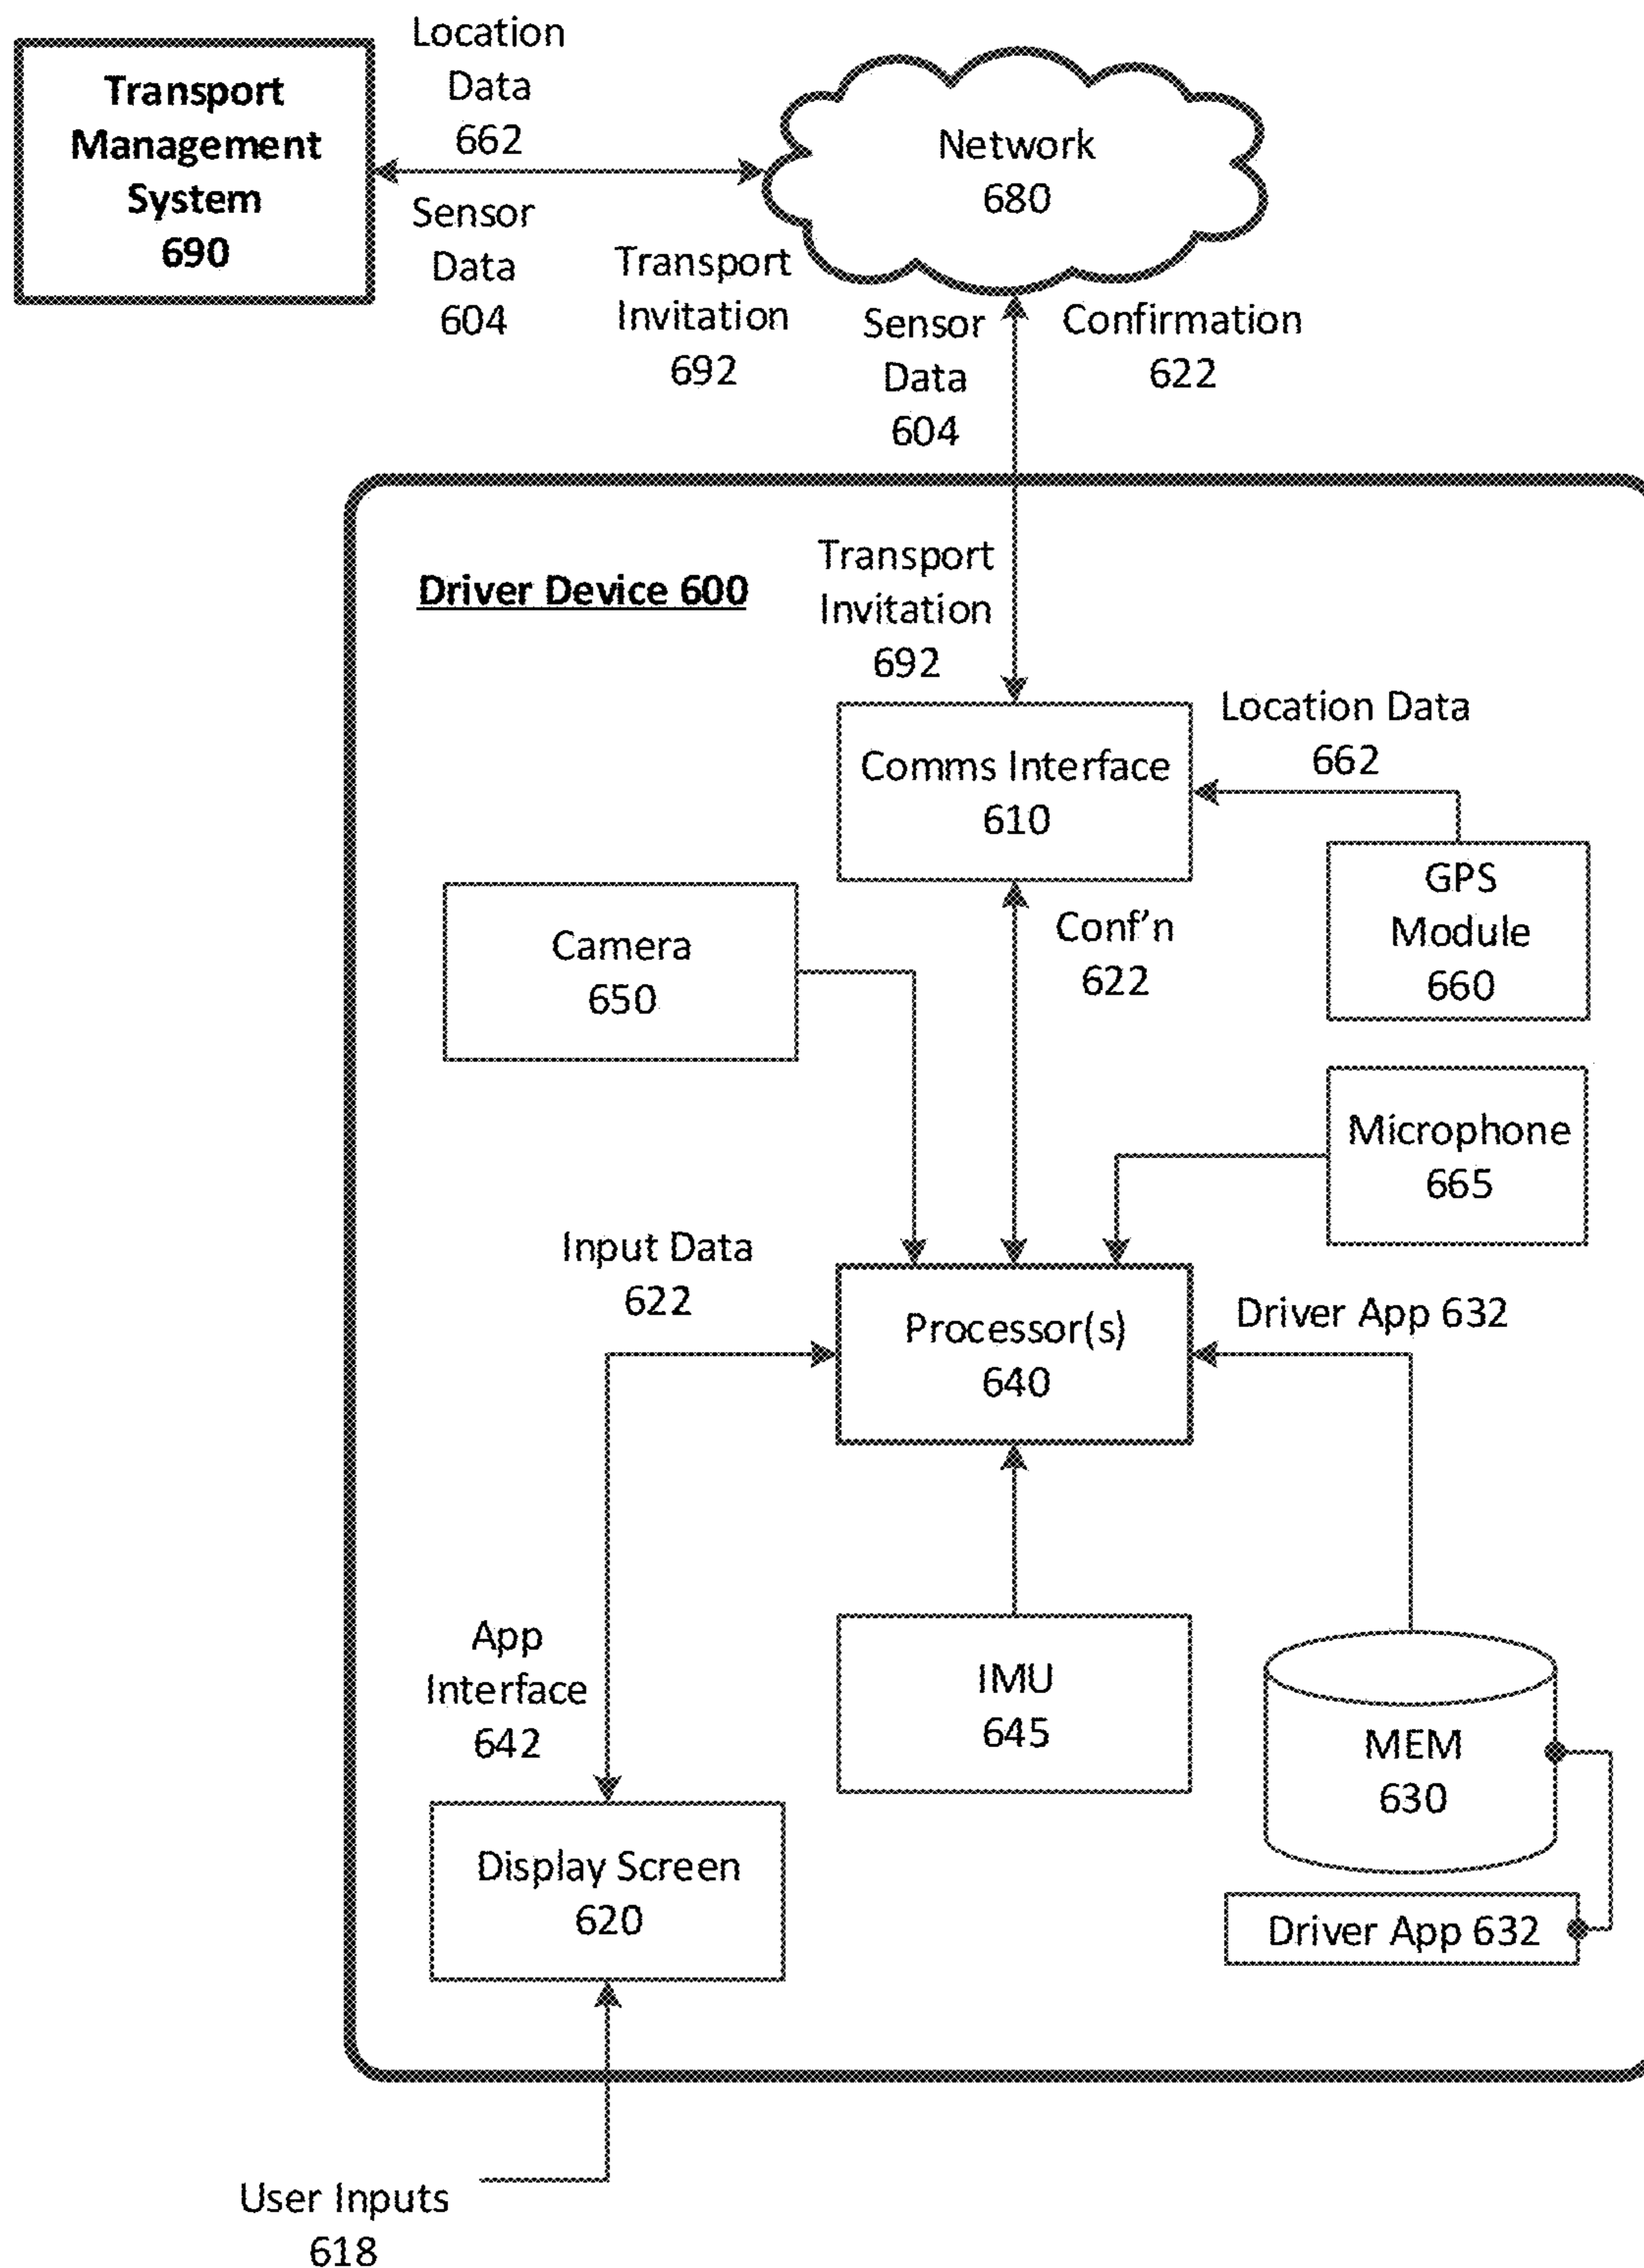 Transport
Management
System
690
Location
Data
662
Sensor
Data
604
Network
680
Transport
Invitation
692
Sensor
Data
604
Confirmation
622
Driver Device 600
Transport
Invitation
692
Comms Interface
610
Location Data
662
GPS
Module
660
Camera
650
Conf'n
622
Microphone
665
Input Data
622
Processor(s)
640
Driver App 632
App
Interface
642
IMU
645
MEM
630
Display Screen
620
Driver App 632
User Inputs
618